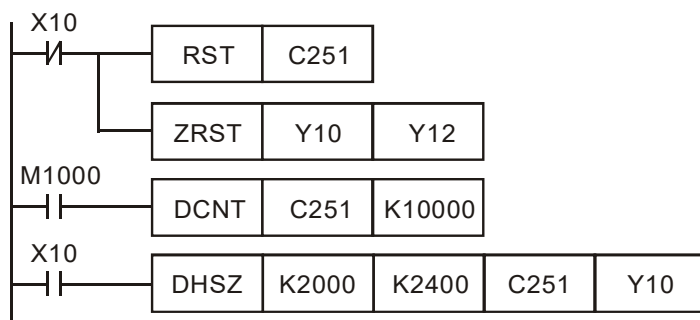 X10
RST C251
ZRST Y10 Y12
M1000
DCNT C251 K10000
X10
DHSZ K2000 K2400 C251 Y10